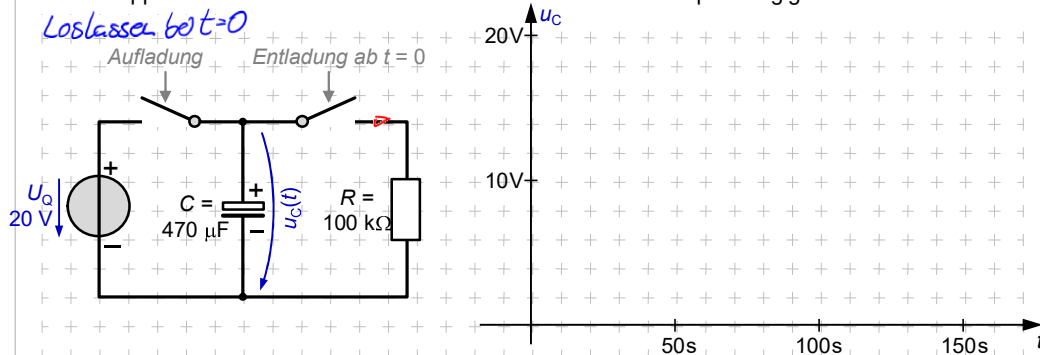 Loslassen bei t=0
Aufladung
Entladung ab t = 0
+
U_Q
20 V
−
C =
470 µF
+
−
u_C(t)
R =
100 kΩ
u_C
20V
10V
50s
100s
150s
t